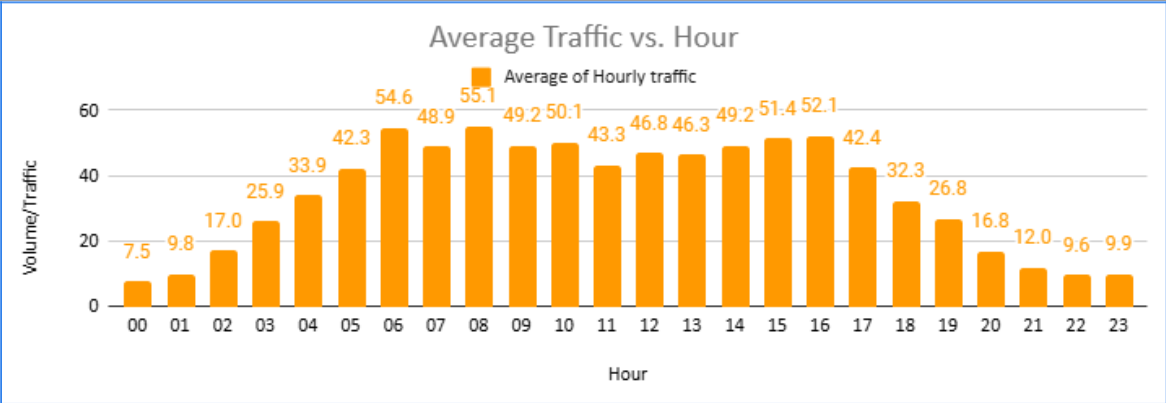 Average Traffic vs. Hour
Average of Hourly traffic
Volume/Traffic
60
40
20
0
7.5 9.8 17.0 25.9 33.9 42.3 54.6 48.9 55.1 49.2 50.1 43.3 46.8 46.3 49.2 51.4 52.1 42.4 32.3 26.8 16.8 12.0 9.6 9.9
00 01 02 03 04 05 06 07 08 09 10 11 12 13 14 15 16 17 18 19 20 21 22 23
Hour